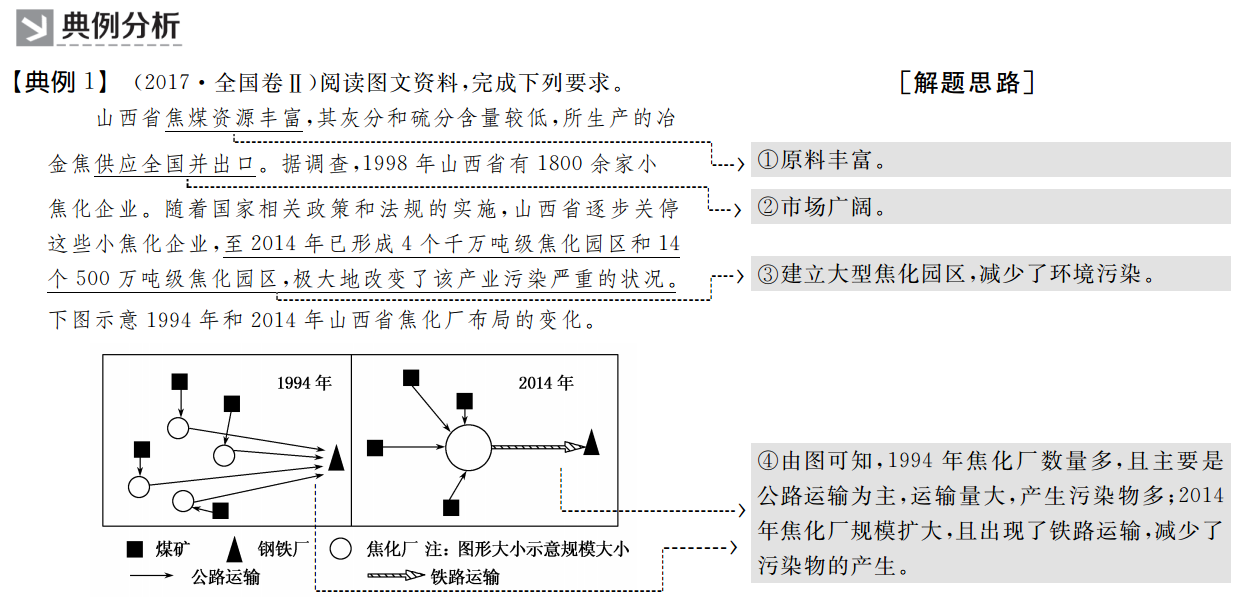 典例分析
【典例1】 (2017·全国卷Ⅱ)阅读图文资料,完成下列要求。
山西省焦煤资源丰富,其灰分和硫分含量较低,所生产的冶
金焦供应全国并出口。据调查,1998年山西省有1800余家小
焦化企业。随着国家相关政策和法规的实施,山西省逐步关停
这些小焦化企业,至2014年已形成4个千万吨级焦化园区和14
个500万吨级焦化园区,极大地改变了该产业污染严重的状况。
下图示意1994年和2014年山西省焦化厂布局的变化。
1994年
2014年
煤矿
钢铁厂
焦化厂 注:图形大小示意规模大小
公路运输
铁路运输
[解题思路]
①原料丰富。
②市场广阔。
③建立大型焦化园区,减少了环境污染。
④由图可知,1994年焦化厂数量多,且主要是
公路运输为主,运输量大,产生污染物多;2014
年焦化厂规模扩大,且出现了铁路运输,减少了
污染物的产生。